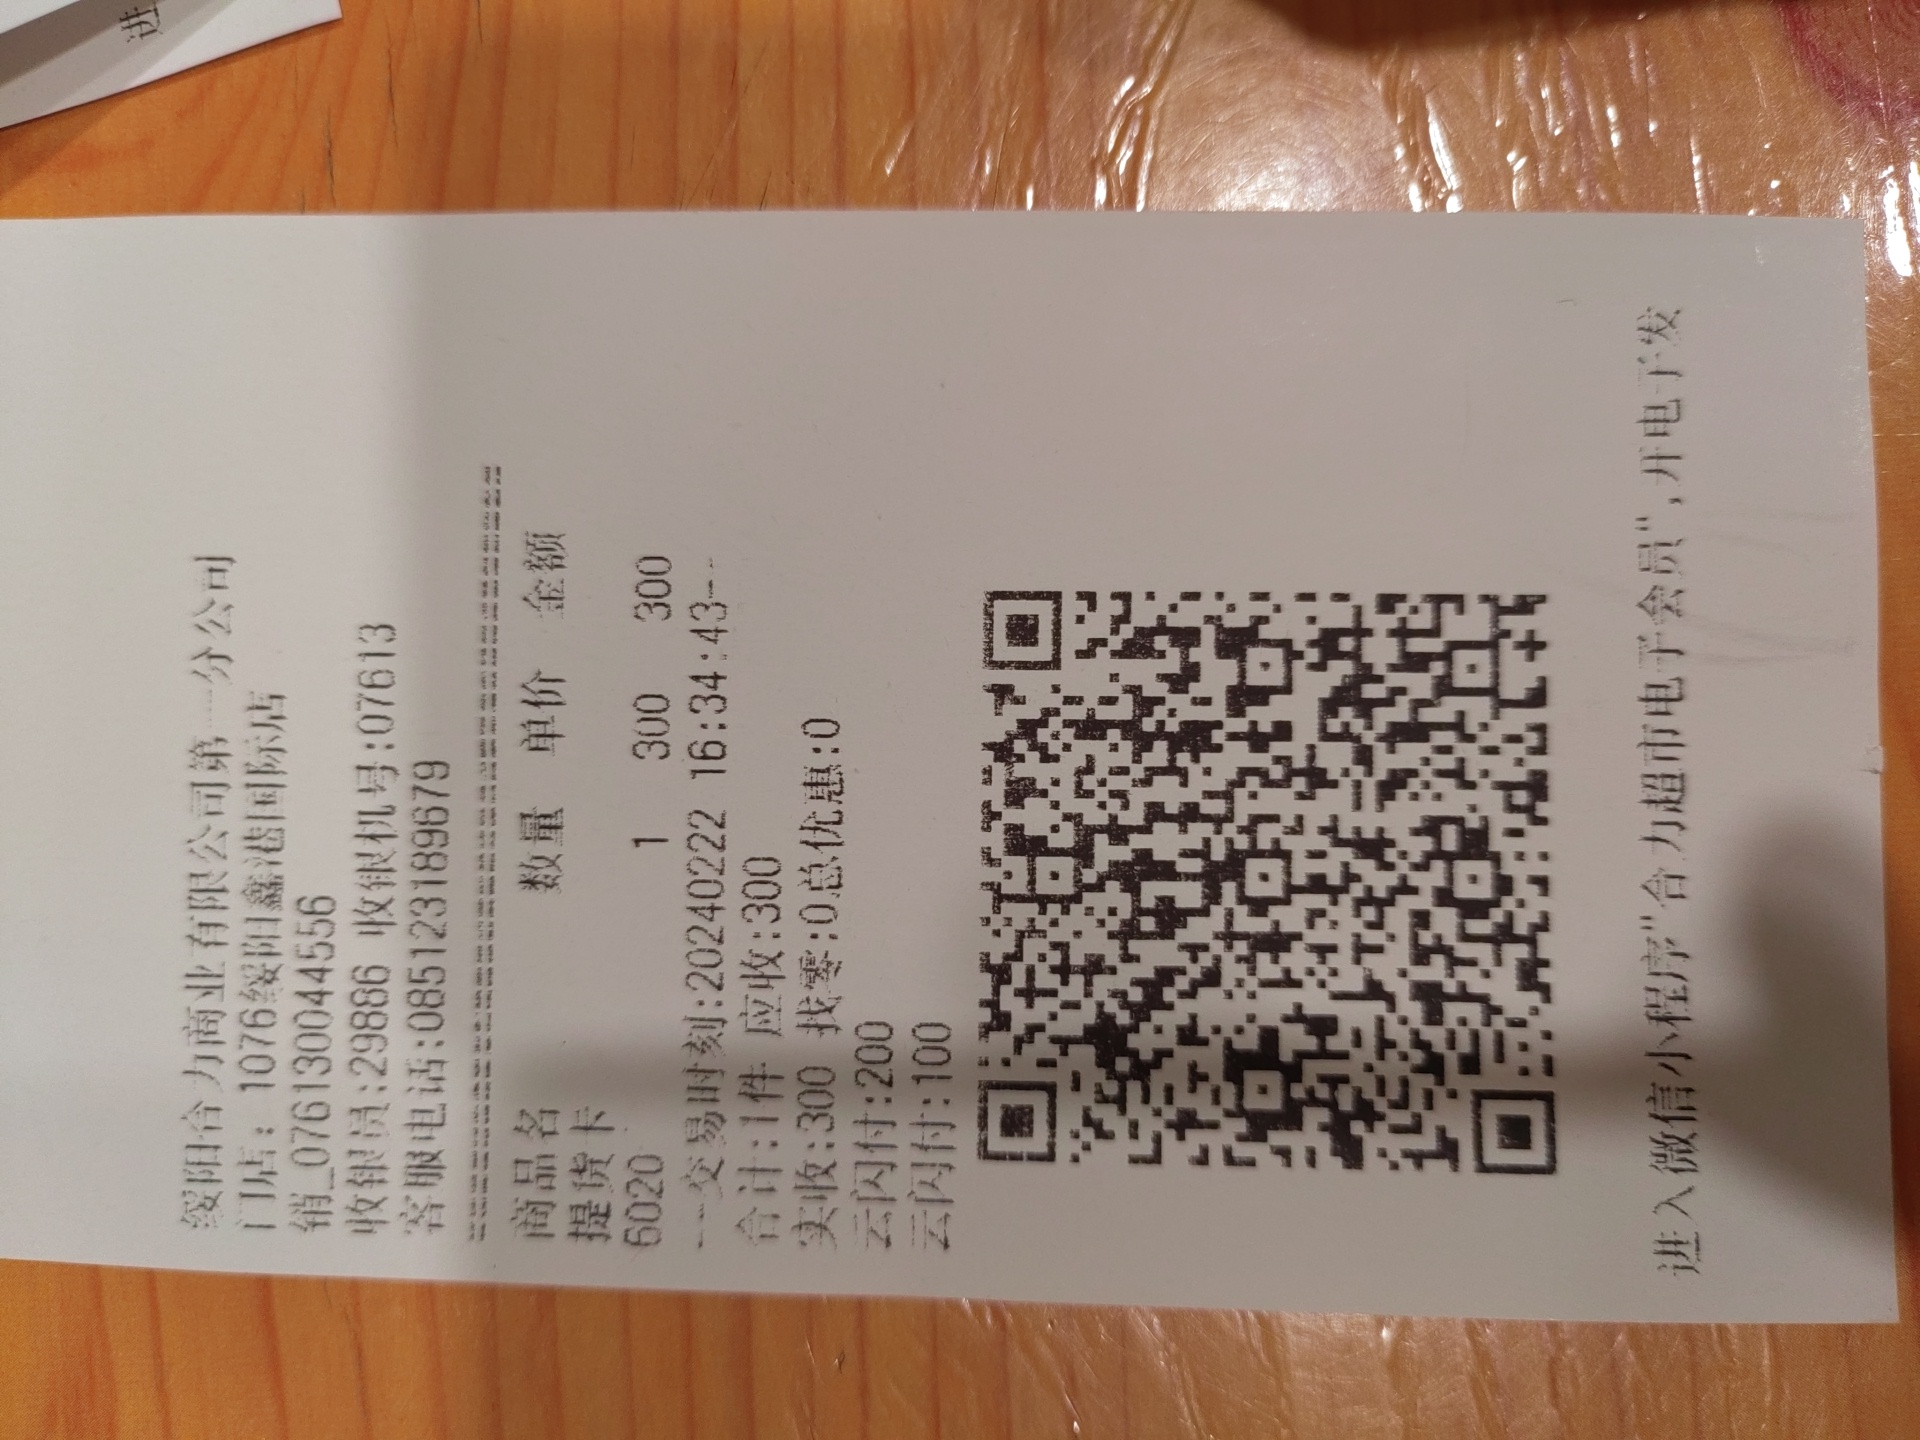 绥阳合力商业有限公司第一分公司
门店：1076绥阳鑫港国际店
销_076130044556
收银员:29886 收银机号:07613
客服电话:085123189679
商品名 数量 单价 金额
提货卡
6020 1 300 300
--交易时刻:20240222 16:34:43--
合计:1件 应收:300
实收:300 找零:0总优惠:0
云闪付:200
云闪付:100
进入微信小程序"合力超市电子会员",开电子发
进